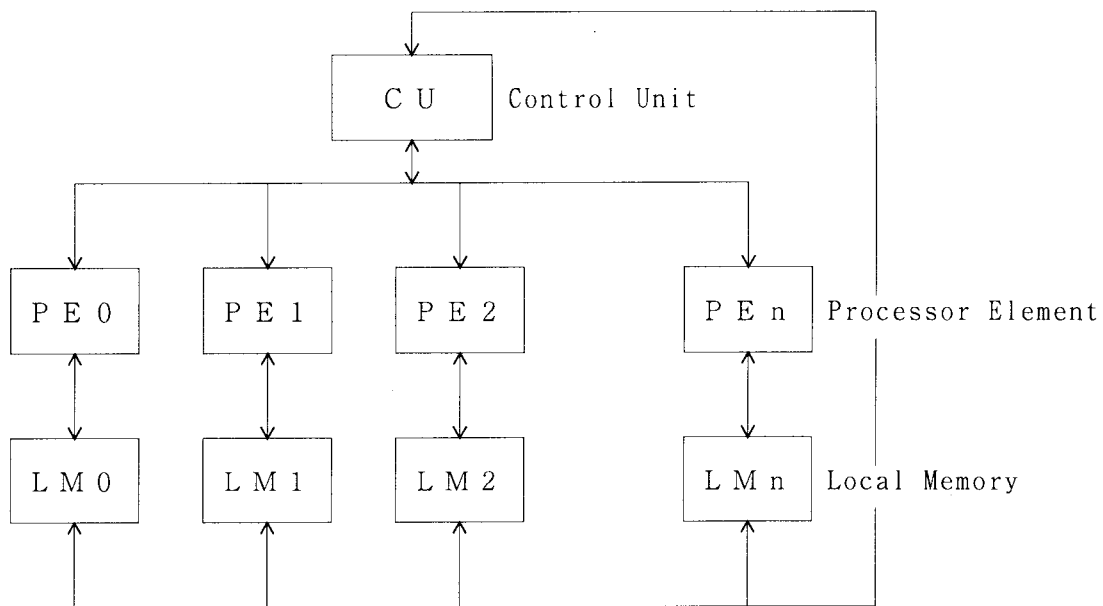 CU Control Unit
PE0 PE1 PE2 PEn Processor Element
LM0 LM1 LM2 LMn Local Memory